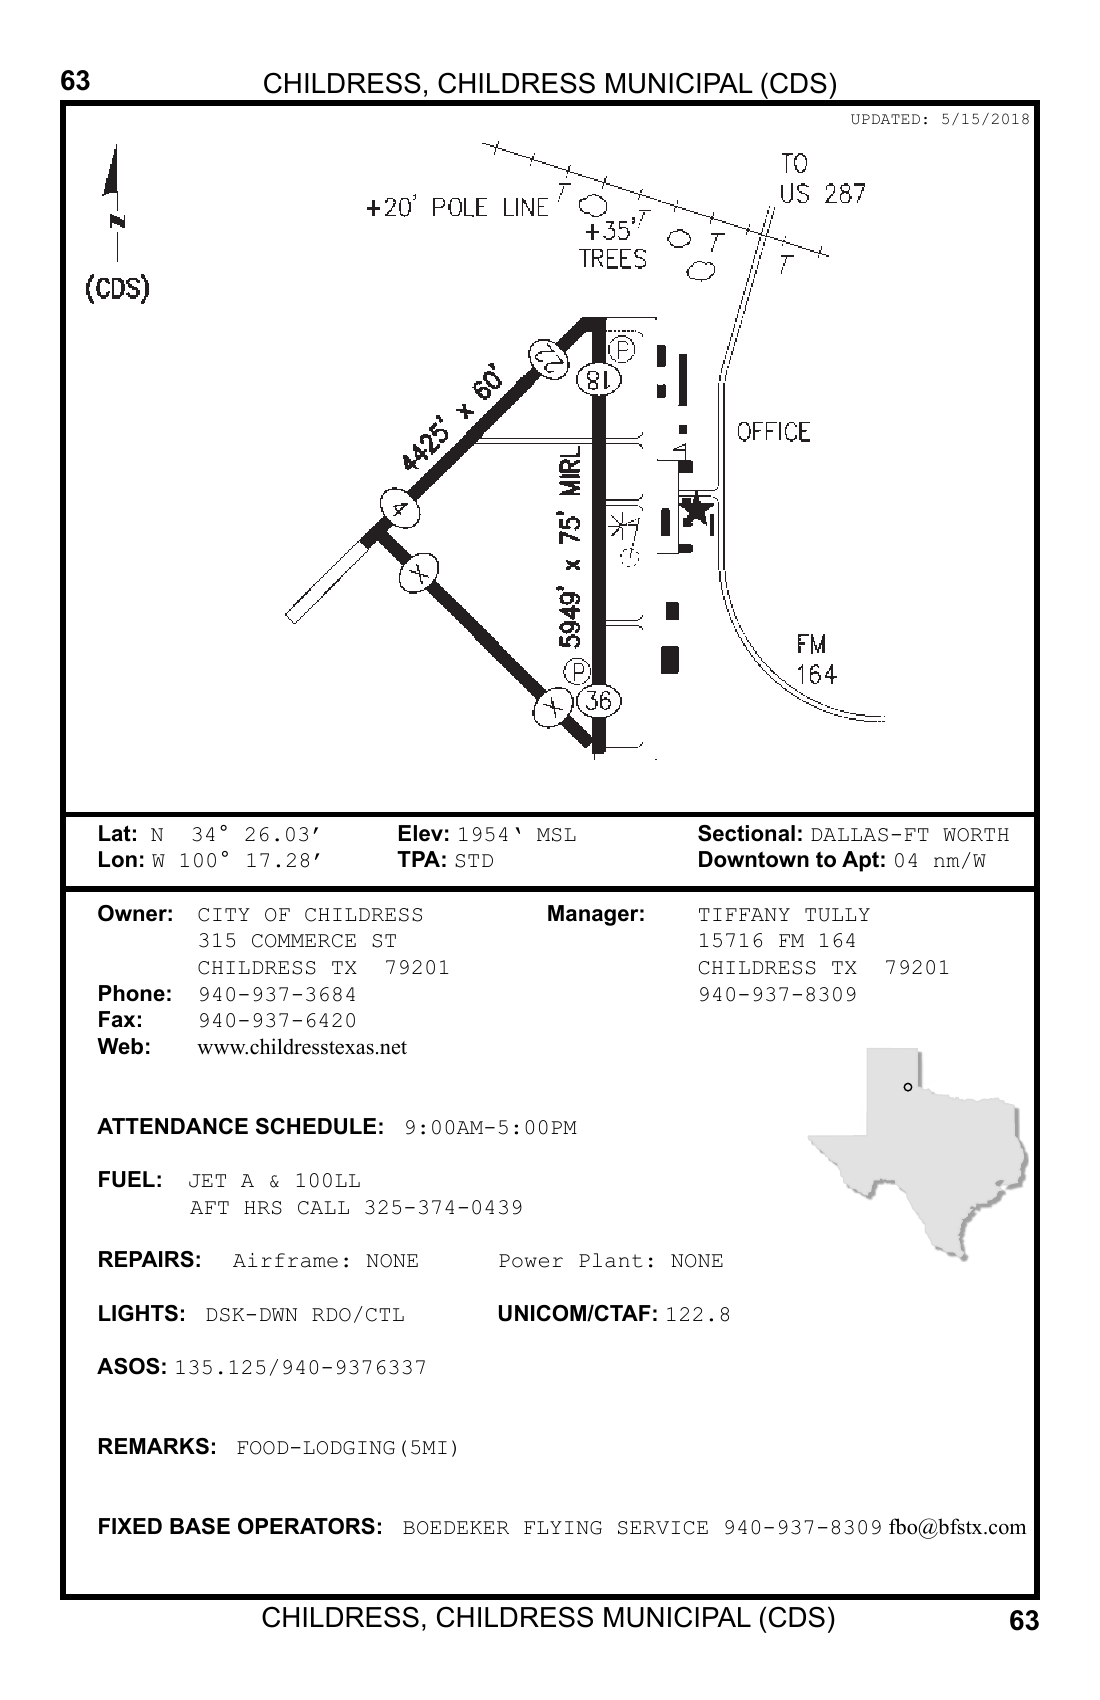 63
CHILDRESS, CHILDRESS MUNICIPAL (CDS)
UPDATED: 5/15/2018
TO
US 287
+20' POLE LINE
T
T
T
T
+35'
TREES
N
(CDS)
P
22
18
4425' x 60'
OFFICE
4
5949' x 75' MIRL
X
FM
164
P
X
36
Lat: N 34° 26.03′ Elev: 1954‘ MSL Sectional: DALLAS-FT WORTH
Lon: W 100° 17.28′ TPA: STD Downtown to Apt: 04 nm/W
Owner: CITY OF CHILDRESS Manager: TIFFANY TULLY
315 COMMERCE ST 15716 FM 164
CHILDRESS TX 79201 CHILDRESS TX 79201
Phone: 940-937-3684 940-937-8309
Fax: 940-937-6420
Web: www.childresstexas.net
ATTENDANCE SCHEDULE: 9:00AM-5:00PM
FUEL: JET A & 100LL
AFT HRS CALL 325-374-0439
REPAIRS: Airframe: NONE Power Plant: NONE
LIGHTS: DSK-DWN RDO/CTL UNICOM/CTAF: 122.8
ASOS: 135.125/940-9376337
REMARKS: FOOD-LODGING(5MI)
FIXED BASE OPERATORS: BOEDEKER FLYING SERVICE 940-937-8309 fbo@bfstx.com
CHILDRESS, CHILDRESS MUNICIPAL (CDS)
63